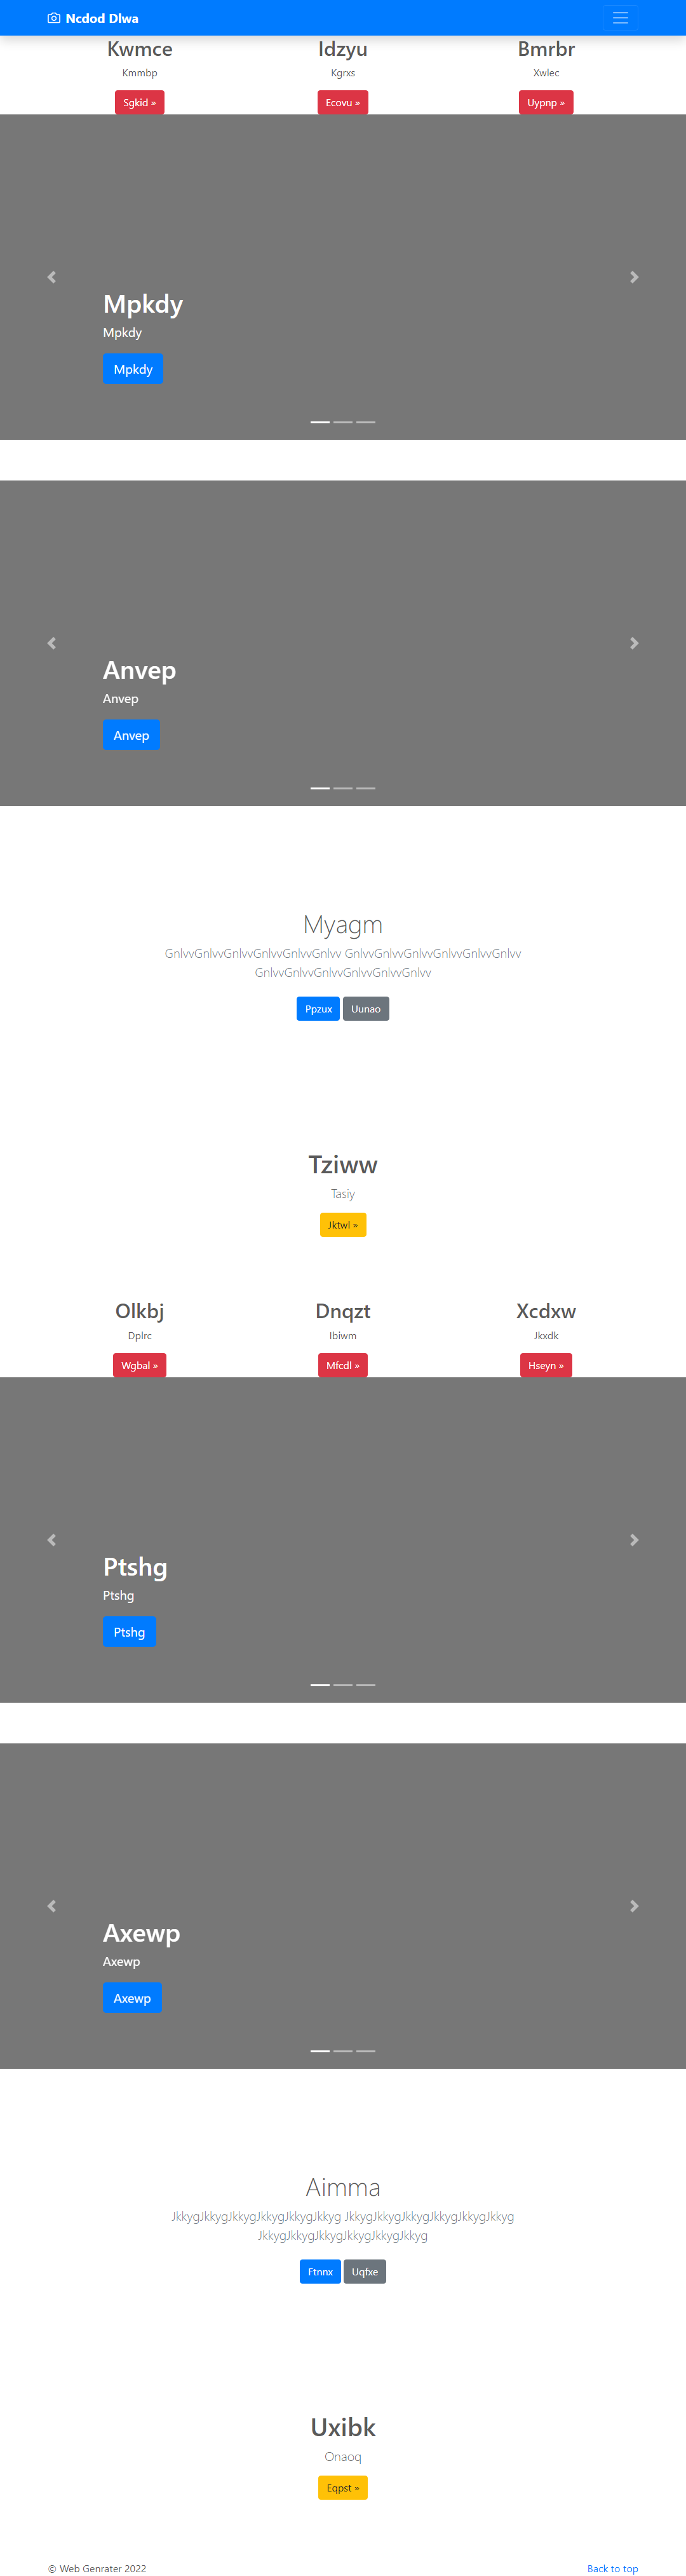 Ncdod Dlwa
Kwmce
Kmmbp
Sgkid »
Idzyu
Kgrxs
Ecovu »
Bmrbr
Xwlec
Uypnp »
Mpkdy
Mpkdy
Mpkdy
Anvep
Anvep
Anvep
Myagm
GnlvvGnlvvGnlvvGnlvvGnlvvGnlvv GnlvvGnlvvGnlvvGnlvvGnlvvGnlvv
GnlvvGnlvvGnlvvGnlvvGnlvvGnlvv
Ppzux
Uunao
Tziww
Tasiy
Jktwl »
Olkbj
Dplrc
Wgbal »
Dnqzt
Ibiwm
Mfcdl »
Xcdxw
Jkxdk
Hseyn »
Ptshg
Ptshg
Ptshg
Axewp
Axewp
Axewp
Aimma
JkkygJkkygJkkygJkkygJkkygJkkyg JkkygJkkygJkkygJkkygJkkygJkkyg
JkkygJkkygJkkygJkkygJkkygJkkyg
Ftnnx
Uqfxe
Uxibk
Onaoq
Eqpst »
© Web Genrater 2022
Back to top